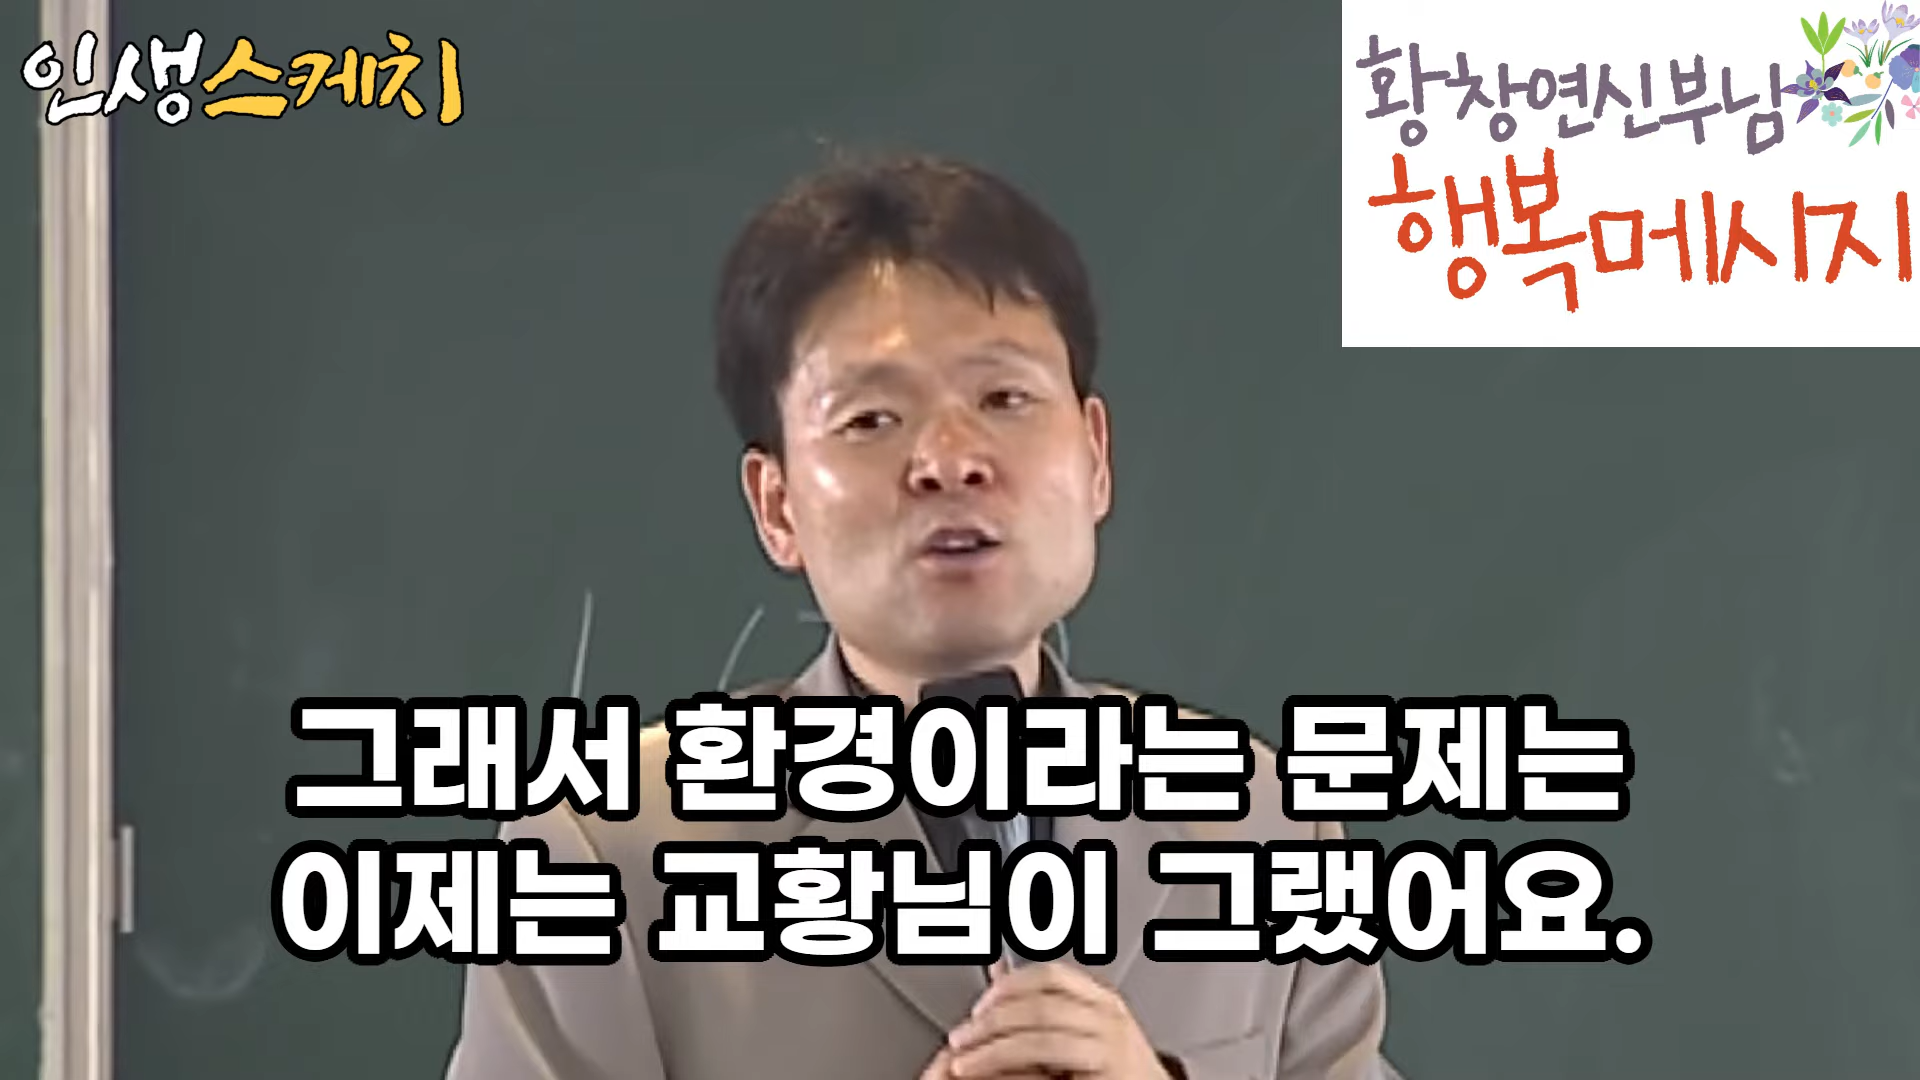 인생스케치
황창연신부님
행복메시지
그래서 환경이라는 문제는
이제는 교황님이 그랬어요.